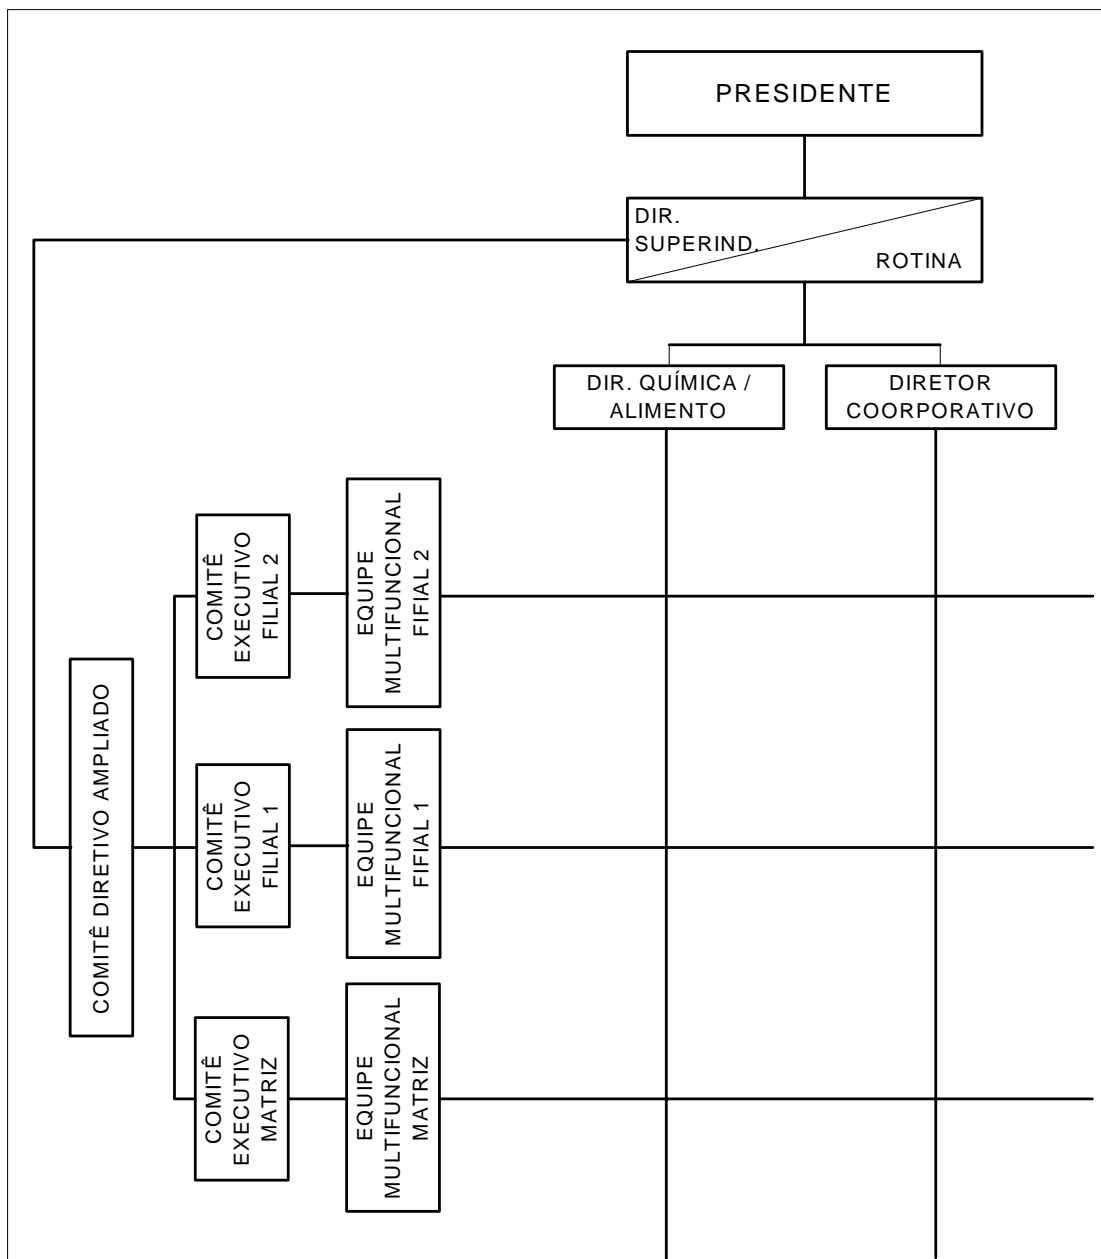 PRESIDENTE
DIR.
SUPERIND.
ROTINA
DIR. QUÍMICA /
ALIMENTO
DIRETOR
COORPORATIVO
COMITÊ
EXECUTIVO
FILIAL 2
EQUIPE
MULTIFUNCIONAL
FIFIAL 2
COMITÊ DIRETIVO AMPLIADO
COMITÊ
EXECUTIVO
FILIAL 1
EQUIPE
MULTIFUNCIONAL
FIFIAL 1
COMITÊ
EXECUTIVO
MATRIZ
EQUIPE
MULTIFUNCIONAL
MATRIZ